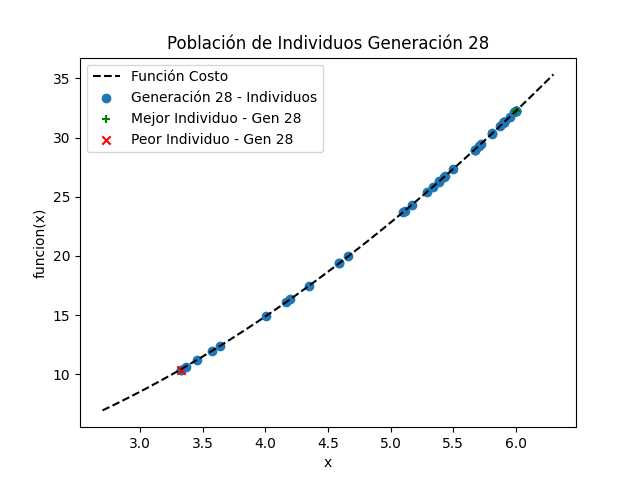 Población de Individuos Generación 28
Función Costo
Generación 28 - Individuos
Mejor Individuo - Gen 28
Peor Individuo - Gen 28
funcion(x)
35
30
25
20
15
10
3.0 3.5 4.0 4.5 5.0 5.5 6.0
x